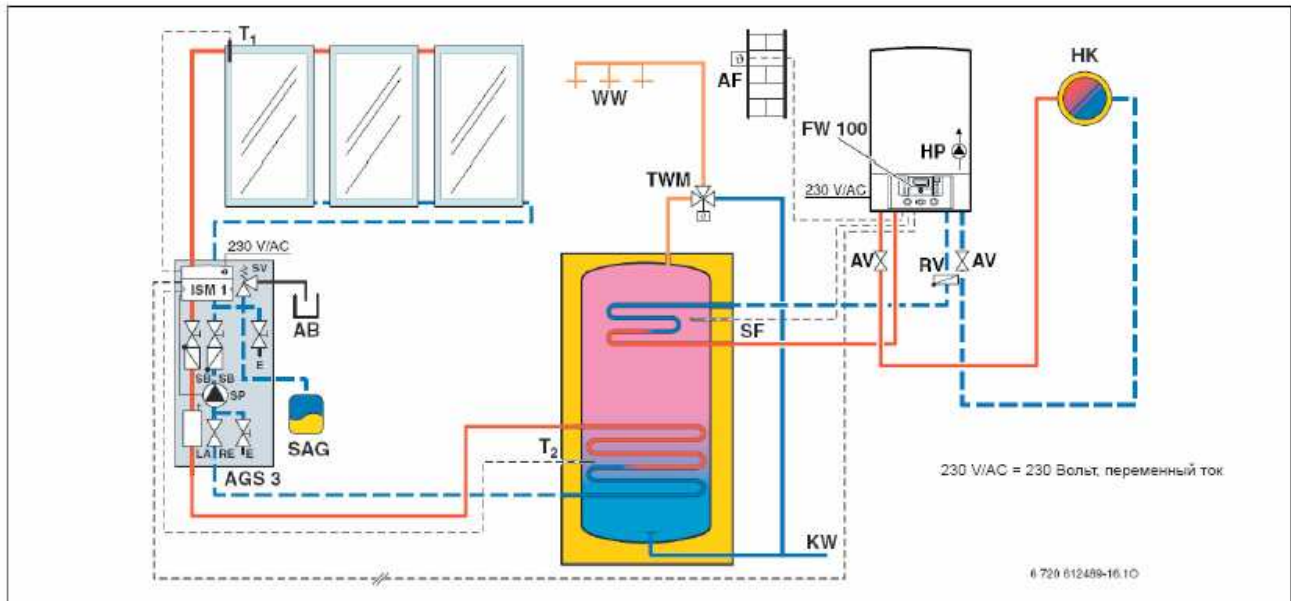 T1
HK
AF
WW
FW 100
HP
TWM
230 V/AC
230 V/AC
SV
ISM 1
AV
RV
AV
AB
E
SF
SB
SB
SP
SAG
T2
LA
RE
E
AGS 3
230 V/AC = 230 Вольт, переменный ток
KW
6 720 612489-16.1O